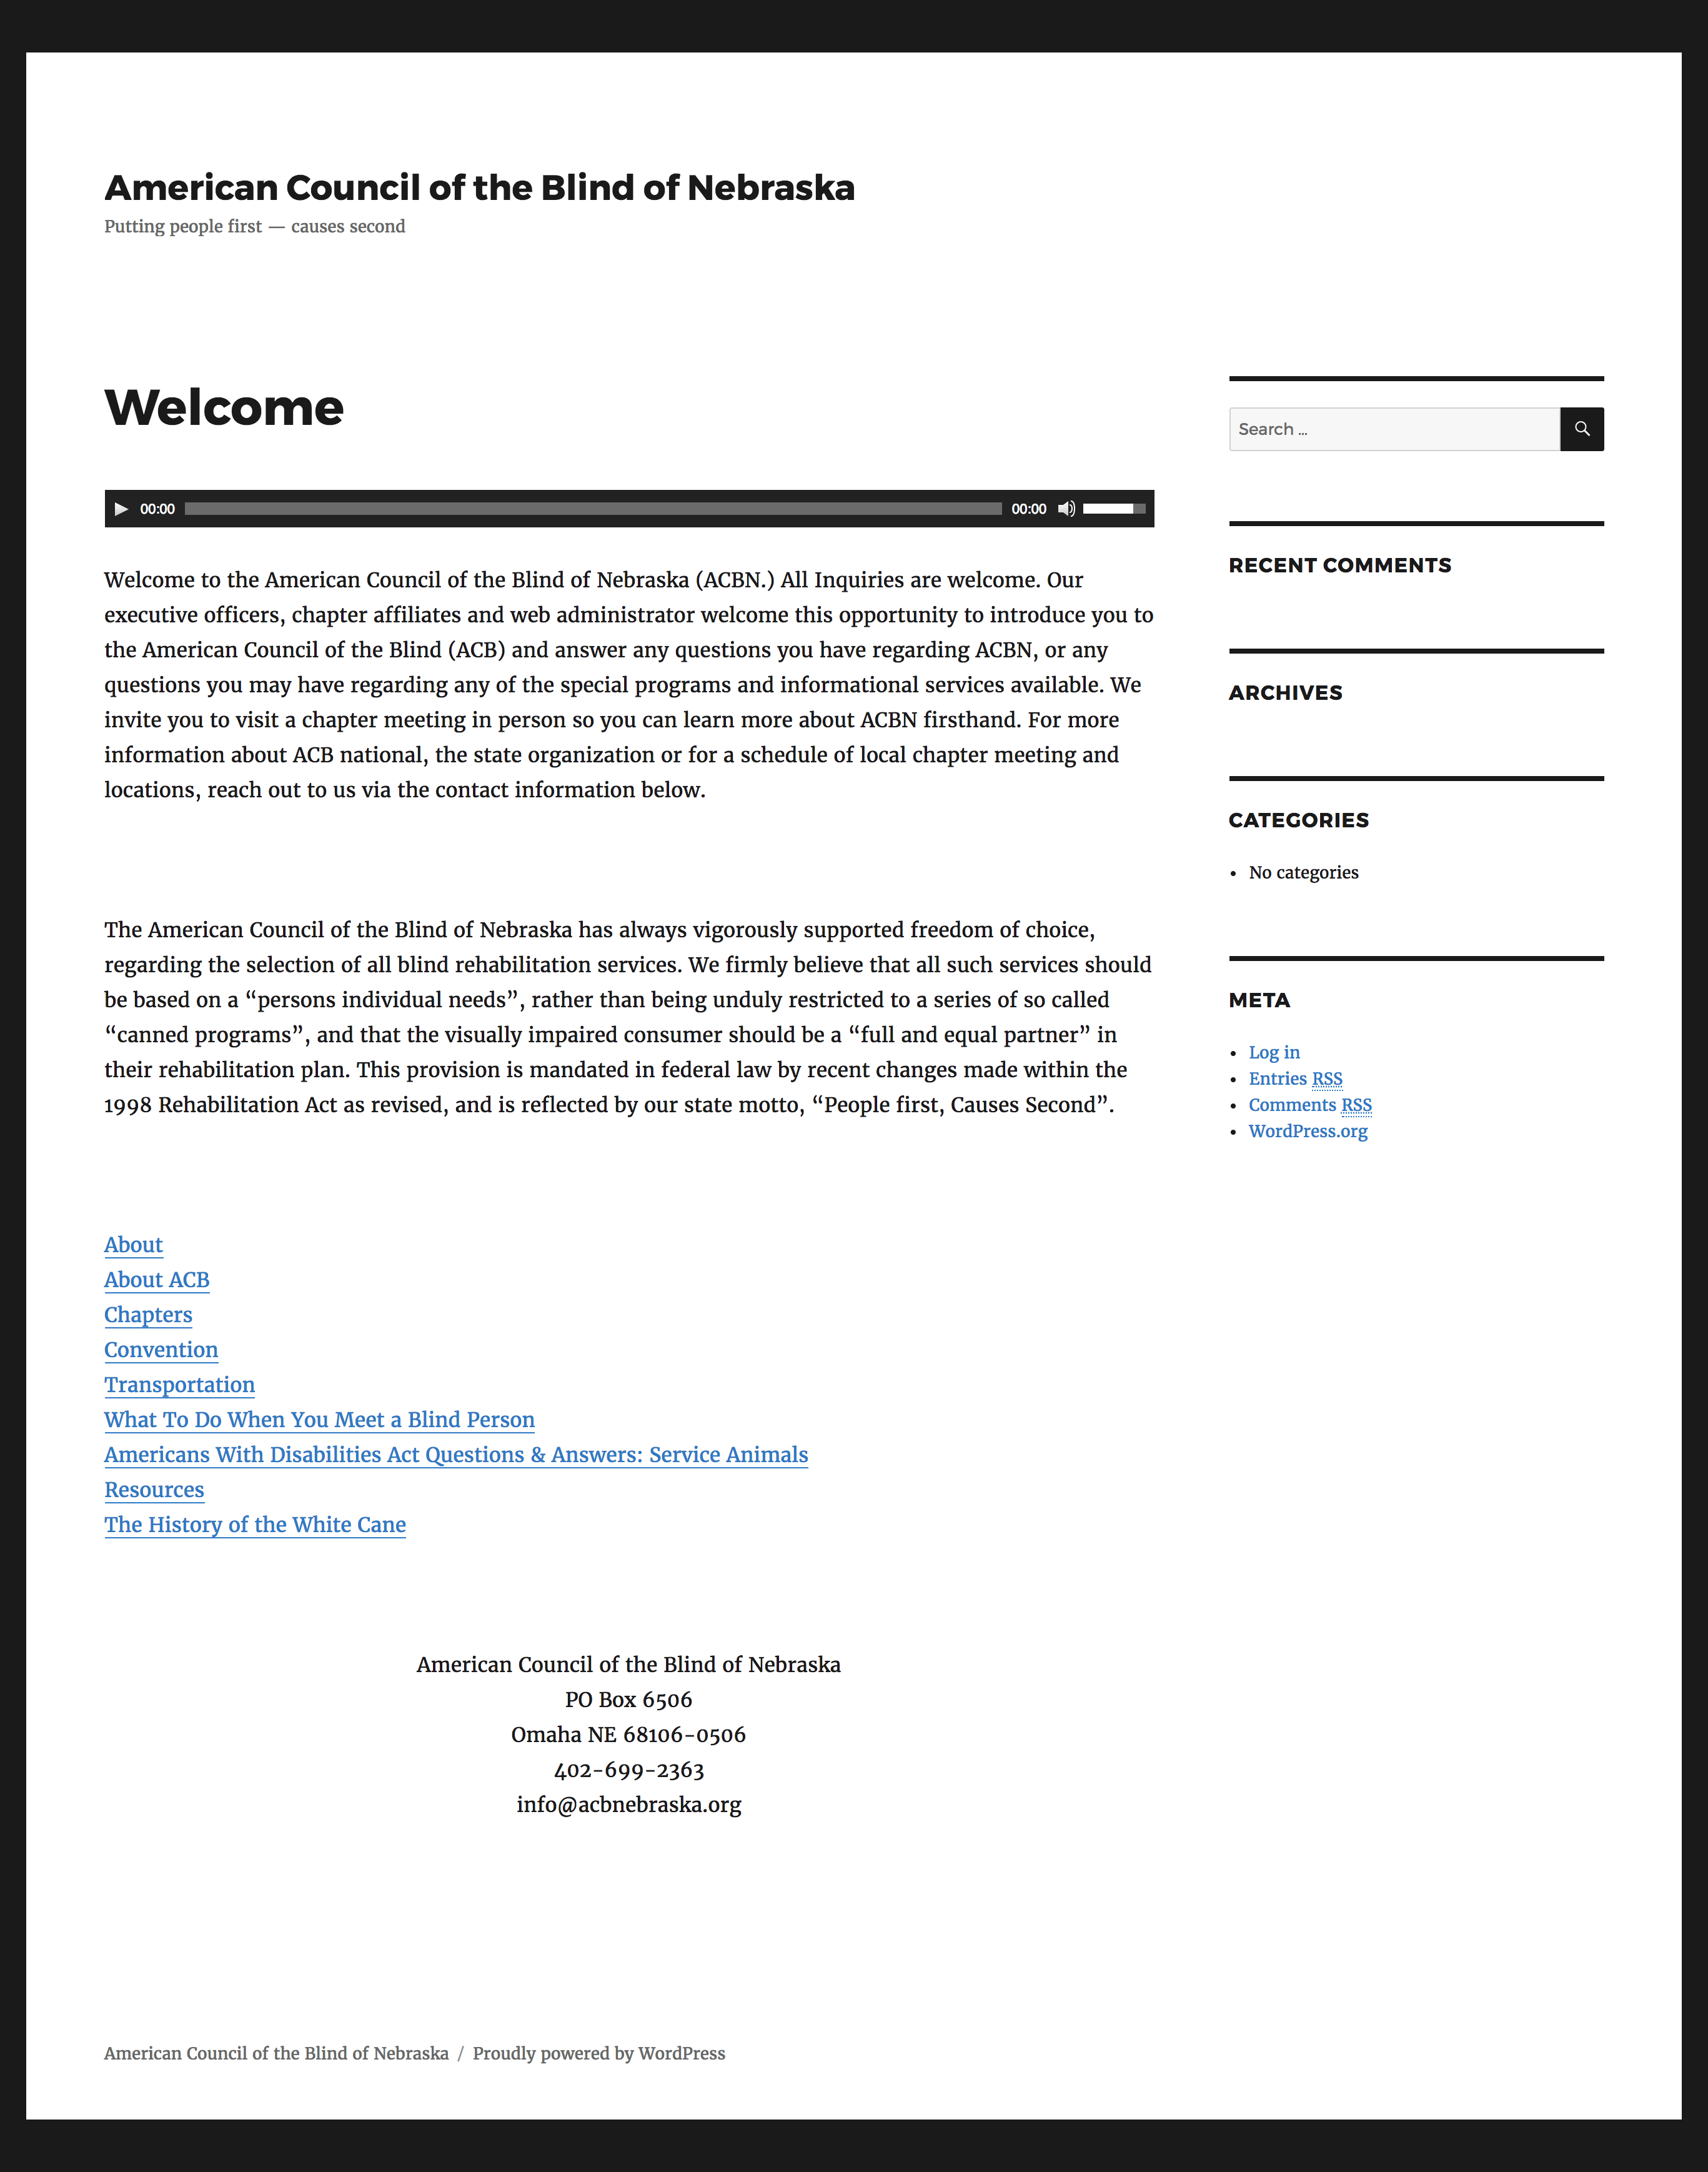 American Council of the Blind of Nebraska
Putting people first — causes second
Welcome
00:00 00:00
Welcome to the American Council of the Blind of Nebraska (ACBN.) All Inquiries are welcome. Our
executive officers, chapter affiliates and web administrator welcome this opportunity to introduce you to
the American Council of the Blind (ACB) and answer any questions you have regarding ACBN, or any
questions you may have regarding any of the special programs and informational services available. We
invite you to visit a chapter meeting in person so you can learn more about ACBN firsthand. For more
information about ACB national, the state organization or for a schedule of local chapter meeting and
locations, reach out to us via the contact information below.
The American Council of the Blind of Nebraska has always vigorously supported freedom of choice,
regarding the selection of all blind rehabilitation services. We firmly believe that all such services should
be based on a “persons individual needs”, rather than being unduly restricted to a series of so called
“canned programs”, and that the visually impaired consumer should be a “full and equal partner” in
their rehabilitation plan. This provision is mandated in federal law by recent changes made within the
1998 Rehabilitation Act as revised, and is reflected by our state motto, “People first, Causes Second”.
About
About ACB
Chapters
Convention
Transportation
What To Do When You Meet a Blind Person
Americans With Disabilities Act Questions & Answers: Service Animals
Resources
The History of the White Cane
American Council of the Blind of Nebraska
PO Box 6506
Omaha NE 68106-0506
402-699-2363
info@acbnebraska.org
Search ...
RECENT COMMENTS
ARCHIVES
CATEGORIES
• No categories
META
• Log in
• Entries RSS
• Comments RSS
• WordPress.org
American Council of the Blind of Nebraska / Proudly powered by WordPress